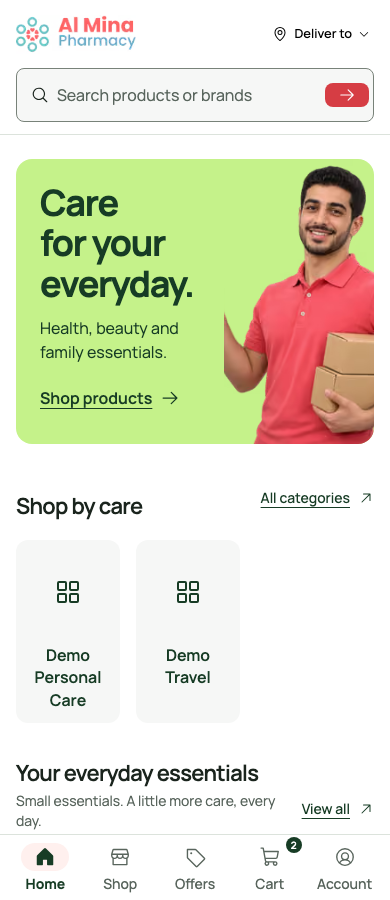 Al Mina
Pharmacy
Deliver to
Search products or brands
Care
for your
everyday.
Health, beauty and
family essentials.
Shop products
Shop by care
All categories
Demo
Personal
Care
Demo
Travel
Your everyday essentials
Small essentials. A little more care, every
day.
View all
2
Home
Shop
Offers
Cart
Account